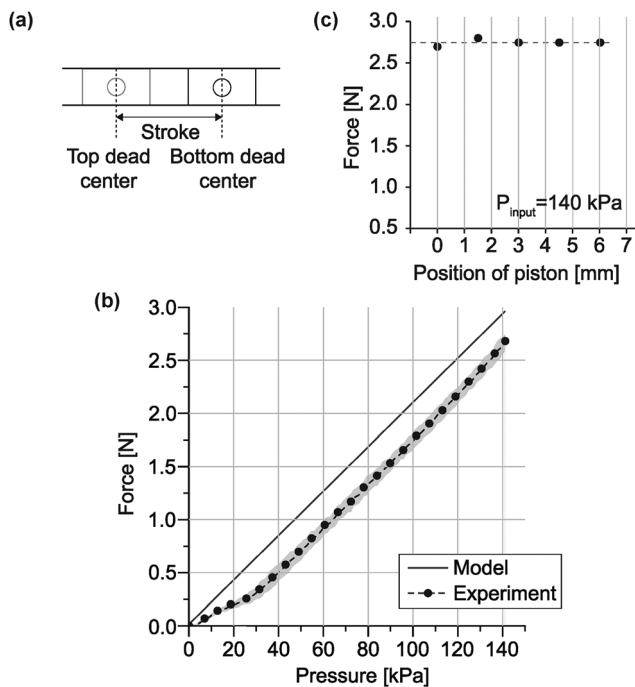 (a)
Stroke
Top dead
center
Bottom dead
center
(c)
Force [N]
3.0
2.5
2.0
1.5
1.0
0.5
P_input=140 kPa
0 1 2 3 4 5 6 7
Position of piston [mm]
(b)
Force [N]
3.0
2.5
2.0
1.5
1.0
0.5
0.0
0 20 40 60 80 100 120 140
Pressure [kPa]
Model
Experiment